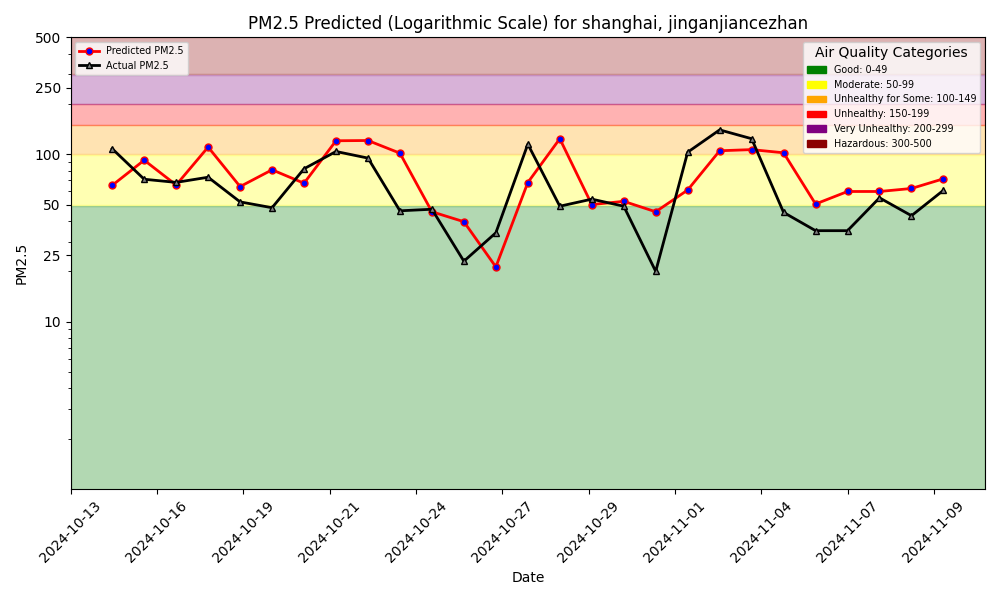 PM2.5 Predicted (Logarithmic Scale) for shanghai, jinganjiancezhan
500
250
100
50
25
10
PM2.5
Predicted PM2.5
Actual PM2.5
Air Quality Categories
Good: 0-49
Moderate: 50-99
Unhealthy for Some: 100-149
Unhealthy: 150-199
Very Unhealthy: 200-299
Hazardous: 300-500
2024-10-13
2024-10-16
2024-10-19
2024-10-21
2024-10-24
2024-10-27
2024-10-29
2024-11-01
2024-11-04
2024-11-07
2024-11-09
Date